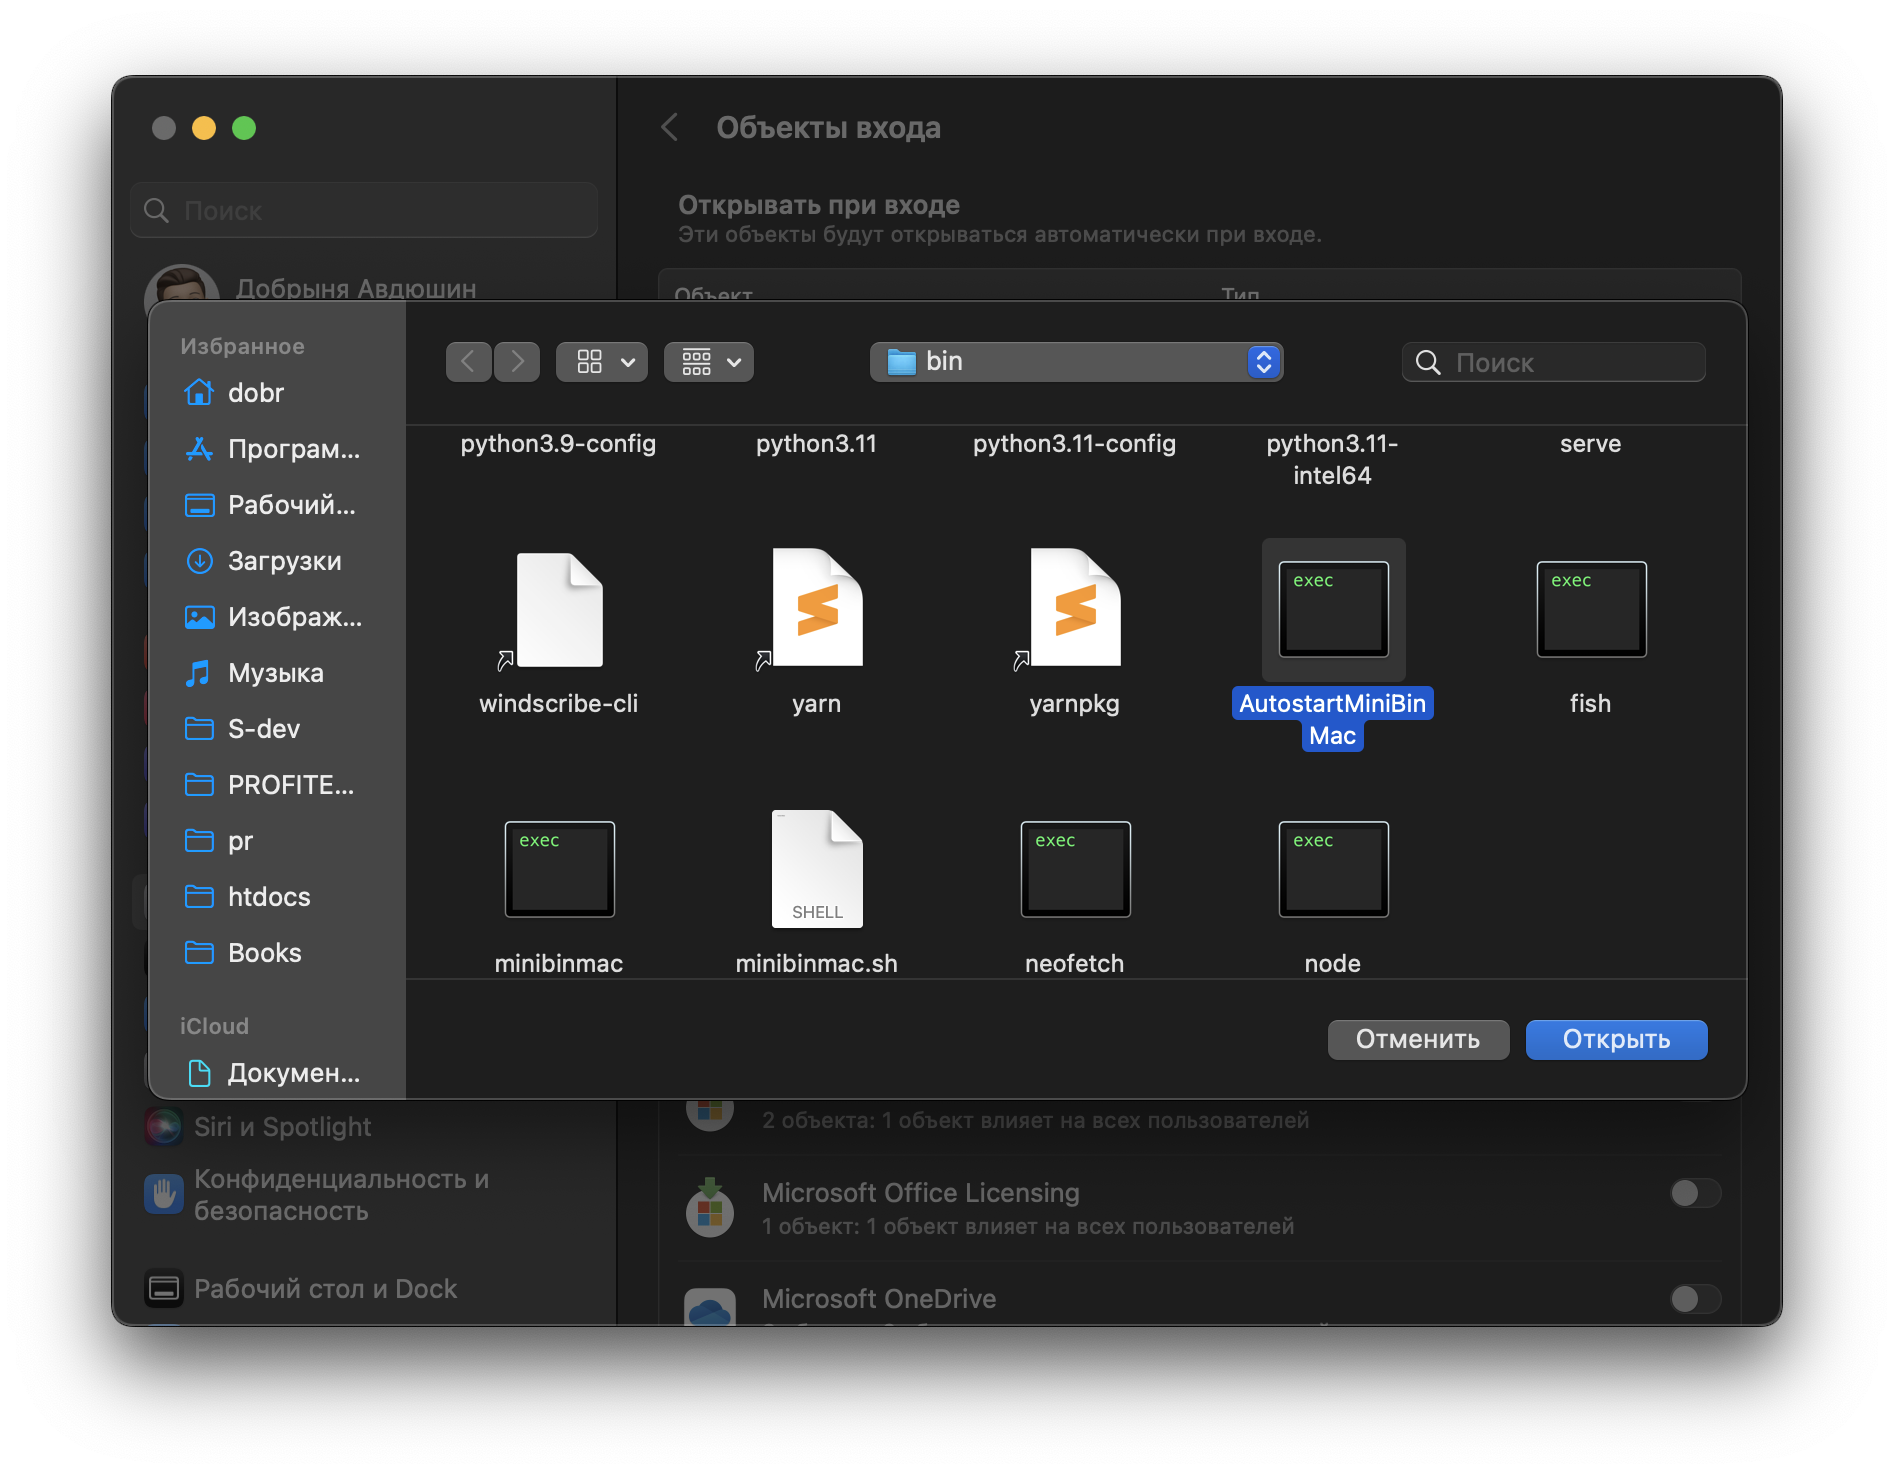 Объекты входа
Поиск
Открывать при входе
Эти объекты будут открываться автоматически при входе.
Добрыня Авдюшин
Объект
Тип
Избранное
dobr
Програм...
Рабочий...
Загрузки
Изображ...
Музыка
S-dev
PROFITE...
pr
htdocs
Books
iCloud
Докумен...
bin
Поиск
python3.9-config
python3.11
python3.11-config
python3.11-
intel64
serve
exec
exec
windscribe-cli
yarn
yarnpkg
AutostartMiniBin
Mac
fish
exec
SHELL
exec
exec
minibinmac
minibinmac.sh
neofetch
node
Отменить
Открыть
Siri и Spotlight
Конфиденциальность и
безопасность
Рабочий стол и Dock
2 объекта: 1 объект влияет на всех пользователей
Microsoft Office Licensing
1 объект: 1 объект влияет на всех пользователей
Microsoft OneDrive